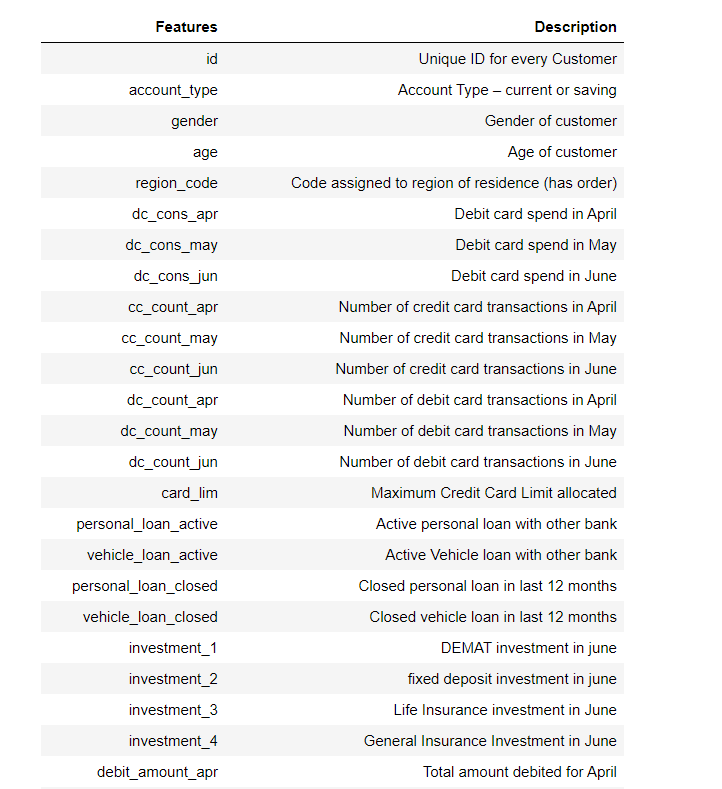 Features Description
id Unique ID for every Customer
account_type Account Type – current or saving
gender Gender of customer
age Age of customer
region_code Code assigned to region of residence (has order)
dc_cons_apr Debit card spend in April
dc_cons_may Debit card spend in May
dc_cons_jun Debit card spend in June
cc_count_apr Number of credit card transactions in April
cc_count_may Number of credit card transactions in May
cc_count_jun Number of credit card transactions in June
dc_count_apr Number of debit card transactions in April
dc_count_may Number of debit card transactions in May
dc_count_jun Number of debit card transactions in June
card_lim Maximum Credit Card Limit allocated
personal_loan_active Active personal loan with other bank
vehicle_loan_active Active Vehicle loan with other bank
personal_loan_closed Closed personal loan in last 12 months
vehicle_loan_closed Closed vehicle loan in last 12 months
investment_1 DEMAT investment in june
investment_2 fixed deposit investment in june
investment_3 Life Insurance investment in June
investment_4 General Insurance Investment in June
debit_amount_apr Total amount debited for April